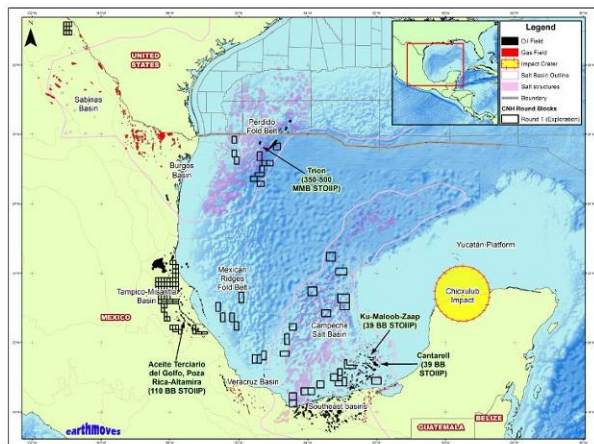 UNITED
STATES
Sabinas
Basin
Burgos
Basin
Perdido
Fold Belt
Trion
(350-500
MMB STOIIP)
Legend
Oil Field
Gas Field
Impact Crater
Salt Basin Outline
Salt structures
Boundary
CNH Round Blocks
Round 1 (Exploration)
Yucatán Platform
Mexican
Ridges
Fold Belt
Tampico-Misantla
Basin
MEXICO
Chicxulub
Impact
Ku-Maloob-Zaap
(39 BB STOIIP)
Campeche
Salt Basin
Cantarell
(39 BB
STOIIP)
Aceite Terciario
del Golfo, Poza
Rica-Altamira
(110 BB STOIIP)
Veracruz Basin
Southeast basins
BELIZE
GUATEMALA
earthmoves